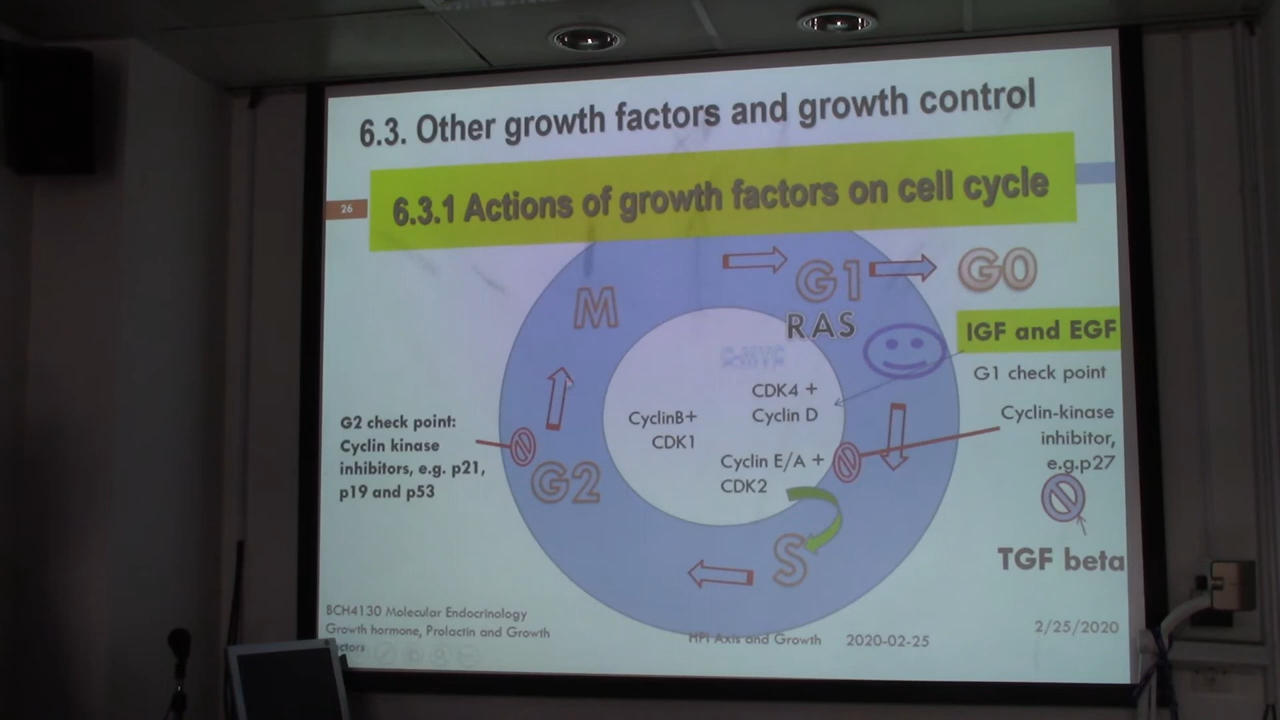 6.3. Other growth factors and growth control
6.3.1 Actions of growth factors on cell cycle
26
G1
G0
M
RAS
IGF and EGF
C-MYC
G1 check point
CDK4 +
Cyclin D
CyclinB+
CDK1
Cyclin-kinase
inhibitor,
e.g.p27
G2 check point:
Cyclin kinase
inhibitors, e.g. p21,
p19 and p53
Cyclin E/A +
CDK2
G2
S
TGF beta
BCH4130 Molecular Endocrinology
Growth hormone, Prolactin and Growth
actors
HPI Axis and Growth
2020-02-25
2/25/2020